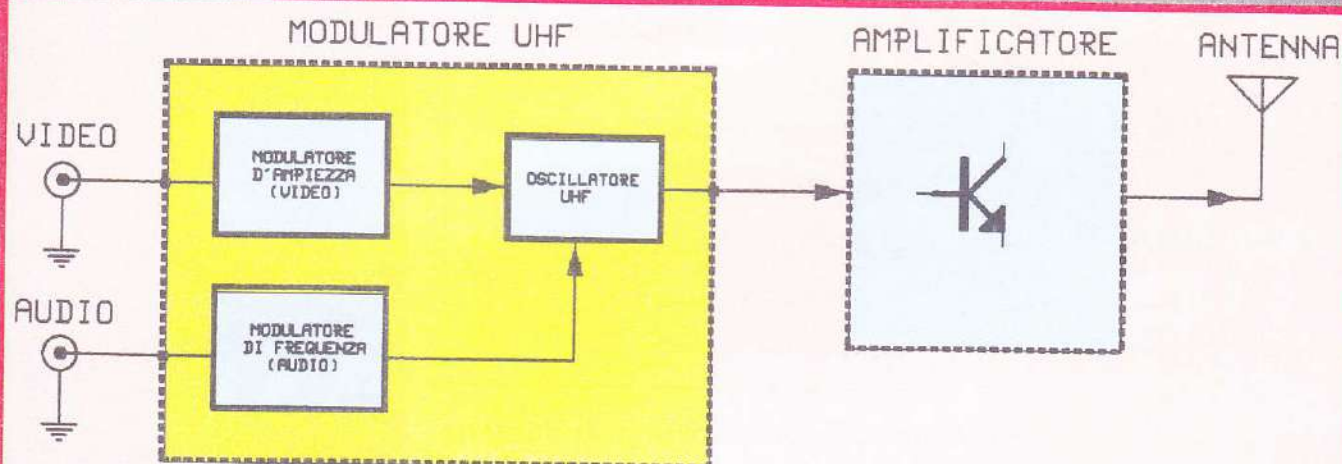 MODULATORE UHF
AMPLIFICATORE
ANTENNA
VIDEO
MODULATORE
D'AMPIEZZA
(VIDEO)
OSCILLATORE
UHF
AUDIO
MODULATORE
DI FREQUENZA
(AUDIO)